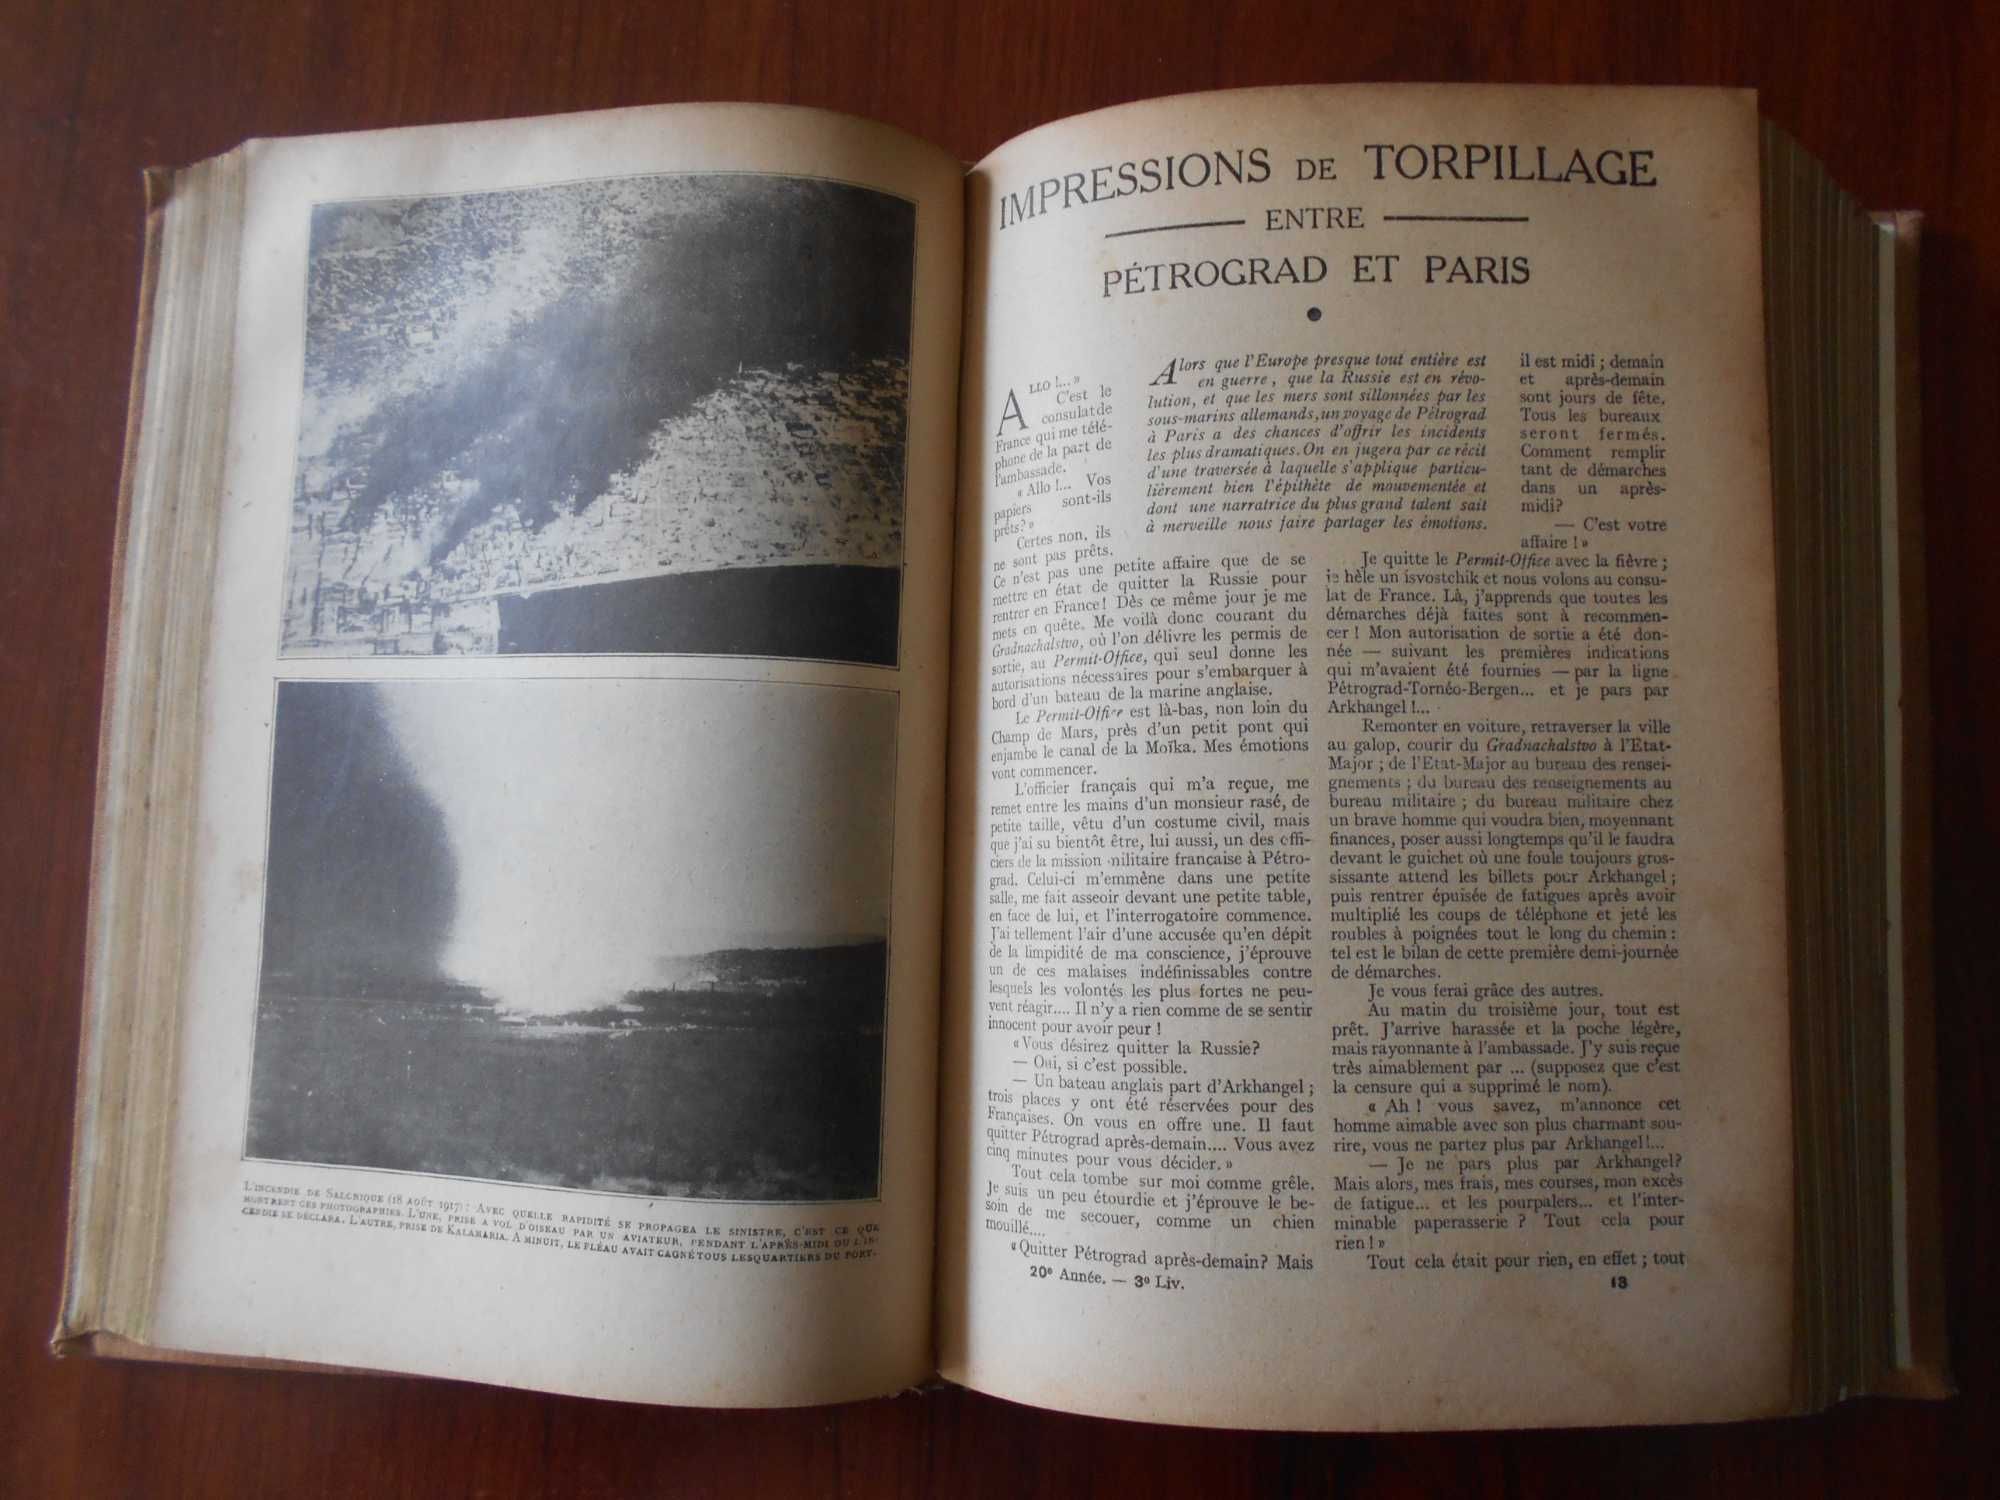 L'INCENDIE DE SALONIQUE (18 AOÛT 1917) : AVEC QUELLE RAPIDITÉ SE PROPAGEA LE SINISTRE, C'EST CE QUE
MONTRENT CES PHOTOGRAPHIES. L'UNE, PRISE A VOL D'OISEAU PAR UN AVIATEUR, PENDANT L'APRÈS-MIDI OU L'IN-
CENDIE SE DÉCLARA. L'AUTRE, PRISE DE KALAMARIA. A MINUIT, LE FLÉAU AVAIT GAGNÉ TOUS LES QUARTIERS DU PORT.
IMPRESSIONS DE TORPILLAGE
ENTRE
PÉTROGRAD ET PARIS
Alors que l'Europe presque tout entière est
en guerre, que la Russie est en révo-
lution, et que les mers sont sillonnées par les
sous-marins allemands, un voyage de Pétrograd
à Paris a des chances d'offrir les incidents
les plus dramatiques. On en jugera par ce récit
d'une traversée à laquelle s'applique particu-
lièrement bien l'épithète de mouvementée et
dont une narratrice du plus grand talent sait
à merveille nous faire partager les émotions.
ALLO !... »
C'est le
consulat de
France qui me télé-
phone de la part de
l'ambassade.
« Allo !... Vos
papiers sont-ils
prêts? »
Certes non, ils
ne sont pas prêts.
Ce n'est pas une petite affaire que de se
mettre en état de quitter la Russie pour
rentrer en France! Dès ce même jour je me
mets en quête. Me voilà donc courant du
Gradnachalstvo, où l'on délivre les permis de
sortie, au Permit-Office, qui seul donne les
autorisations nécessaires pour s'embarquer à
bord d'un bateau de la marine anglaise.
Le Permit-Office est là-bas, non loin du
Champ de Mars, près d'un petit pont qui
enjambe le canal de la Moïka. Mes émotions
vont commencer.
L'officier français qui m'a reçue, me
remet entre les mains d'un monsieur rasé, de
petite taille, vêtu d'un costume civil, mais
que j'ai su bientôt être, lui aussi, un des offi-
ciers de la mission militaire française à Pétro-
grad. Celui-ci m'emmène dans une petite
salle, me fait asseoir devant une petite table,
en face de lui, et l'interrogatoire commence.
J'ai tellement l'air d'une accusée qu'en dépit
de la limpidité de ma conscience, j'éprouve
un de ces malaises indéfinissables contre
lesquels les volontés les plus fortes ne peu-
vent réagir.... Il n'y a rien comme de se sentir
innocent pour avoir peur !
« Vous désirez quitter la Russie?
— Oui, si c'est possible.
— Un bateau anglais part d'Arkhangel ;
trois places y ont été réservées pour des
Françaises. On vous en offre une. Il faut
quitter Pétrograd après-demain.... Vous avez
cinq minutes pour vous décider. »
Tout cela tombe sur moi comme grêle.
Je suis un peu étourdie et j'éprouve le be-
soin de me secouer, comme un chien
mouillé....
« Quitter Pétrograd après-demain? Mais
il est midi ; demain
et après-demain
sont jours de fête.
Tous les bureaux
seront fermés.
Comment remplir
tant de démarches
dans un après-
midi?
— C'est votre
affaire ! »
Je quitte le Permit-Office avec la fièvre ;
je hèle un isvostchik et nous volons au consu-
lat de France. Là, j'apprends que toutes les
démarches déjà faites sont à recommen-
cer ! Mon autorisation de sortie a été don-
née — suivant les premières indications
qui m'avaient été fournies — par la ligne
Pétrograd-Tornéo-Bergen... et je pars par
Arkhangel !...
Remonter en voiture, retraverser la ville
au galop, courir du Gradnachalstvo à l'Etat-
Major ; de l'Etat-Major au bureau des rensei-
gnements ; du bureau des renseignements au
bureau militaire ; du bureau militaire chez
un brave homme qui voudra bien, moyennant
finances, poser aussi longtemps qu'il le faudra
devant le guichet où une foule toujours gros-
sissante attend les billets pour Arkhangel ;
puis rentrer épuisée de fatigues après avoir
multiplié les coups de téléphone et jeté les
roubles à poignées tout le long du chemin :
tel est le bilan de cette première demi-journée
de démarches.
Je vous ferai grâce des autres.
Au matin du troisième jour, tout est
prêt. J'arrive harassée et la poche légère,
mais rayonnante à l'ambassade. J'y suis reçue
très aimablement par ... (supposez que c'est
la censure qui a supprimé le nom).
« Ah ! vous savez, m'annonce cet
homme aimable avec son plus charmant sou-
rire, vous ne partez plus par Arkhangel!...
— Je ne pars plus par Arkhangel?
Mais alors, mes frais, mes courses, mon excès
de fatigue... et les pourpalers... et l'inter-
minable paperasserie ? Tout cela pour
rien ! »
Tout cela était pour rien, en effet ; tout
20e Année. — 3e Liv.
13